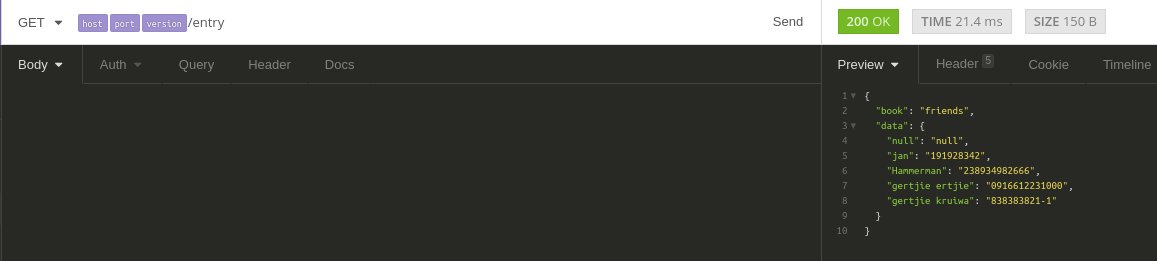 GET host port version /entry Send 200 OK TIME 21.4 ms SIZE 150 B
Body Auth Query Header Docs Preview Header 5 Cookie Timeline
1 {
2 "book": "friends",
3 "data": {
4 "null": "null",
5 "jan": "191928342",
6 "Hammerman": "238934982666",
7 "gertjie ertjie": "0916612231000",
8 "gertjie kruiwa": "838383821-1"
9 }
10 }